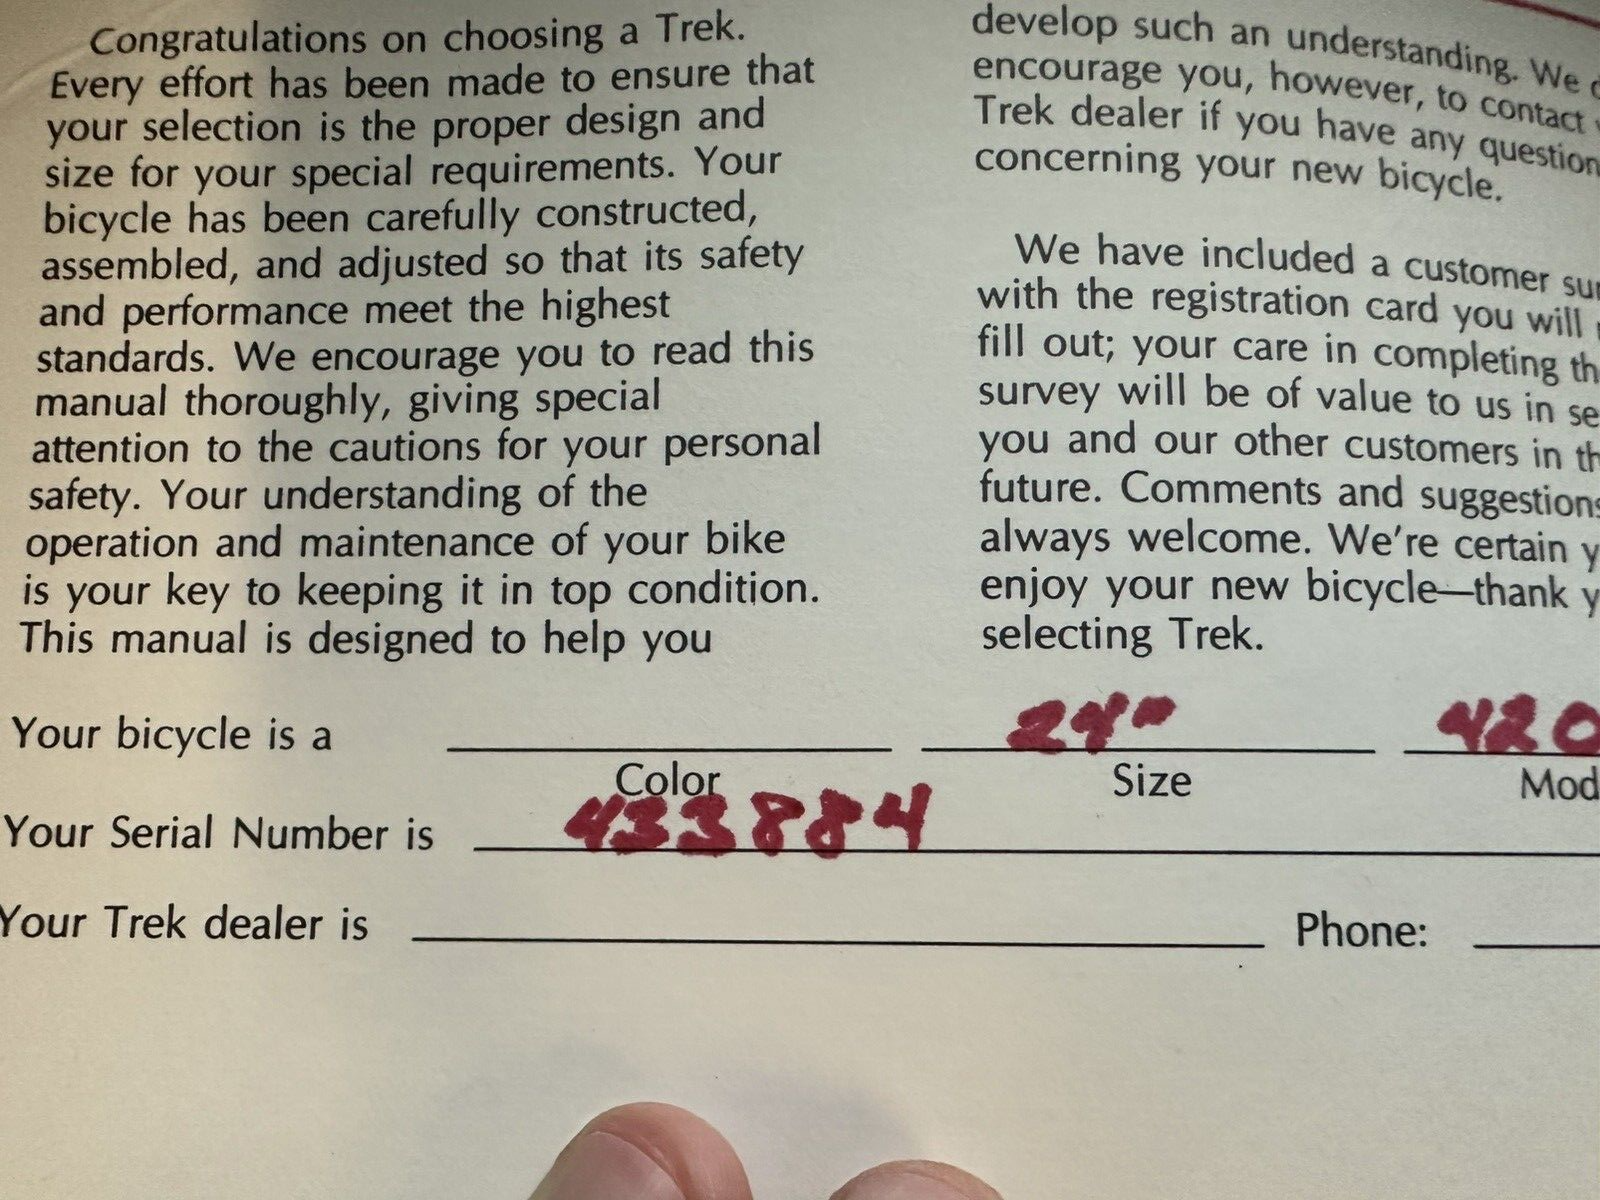 Congratulations on choosing a Trek.
Every effort has been made to ensure that
your selection is the proper design and
size for your special requirements. Your
bicycle has been carefully constructed,
assembled, and adjusted so that its safety
and performance meet the highest
standards. We encourage you to read this
manual thoroughly, giving special
attention to the cautions for your personal
safety. Your understanding of the
operation and maintenance of your bike
is your key to keeping it in top condition.
This manual is designed to help you
develop such an understanding. We
encourage you, however, to contact
Trek dealer if you have any question
concerning your new bicycle.
We have included a customer
with the registration card you will
fill out; your care in completing
survey will be of value to us in
you and our other customers in
future. Comments and suggestions
always welcome. We're certain
enjoy your new bicycle—thank
selecting Trek.
Your bicycle is a 24" 420
Color Size Mod
Your Serial Number is 433884
Your Trek dealer is Phone: